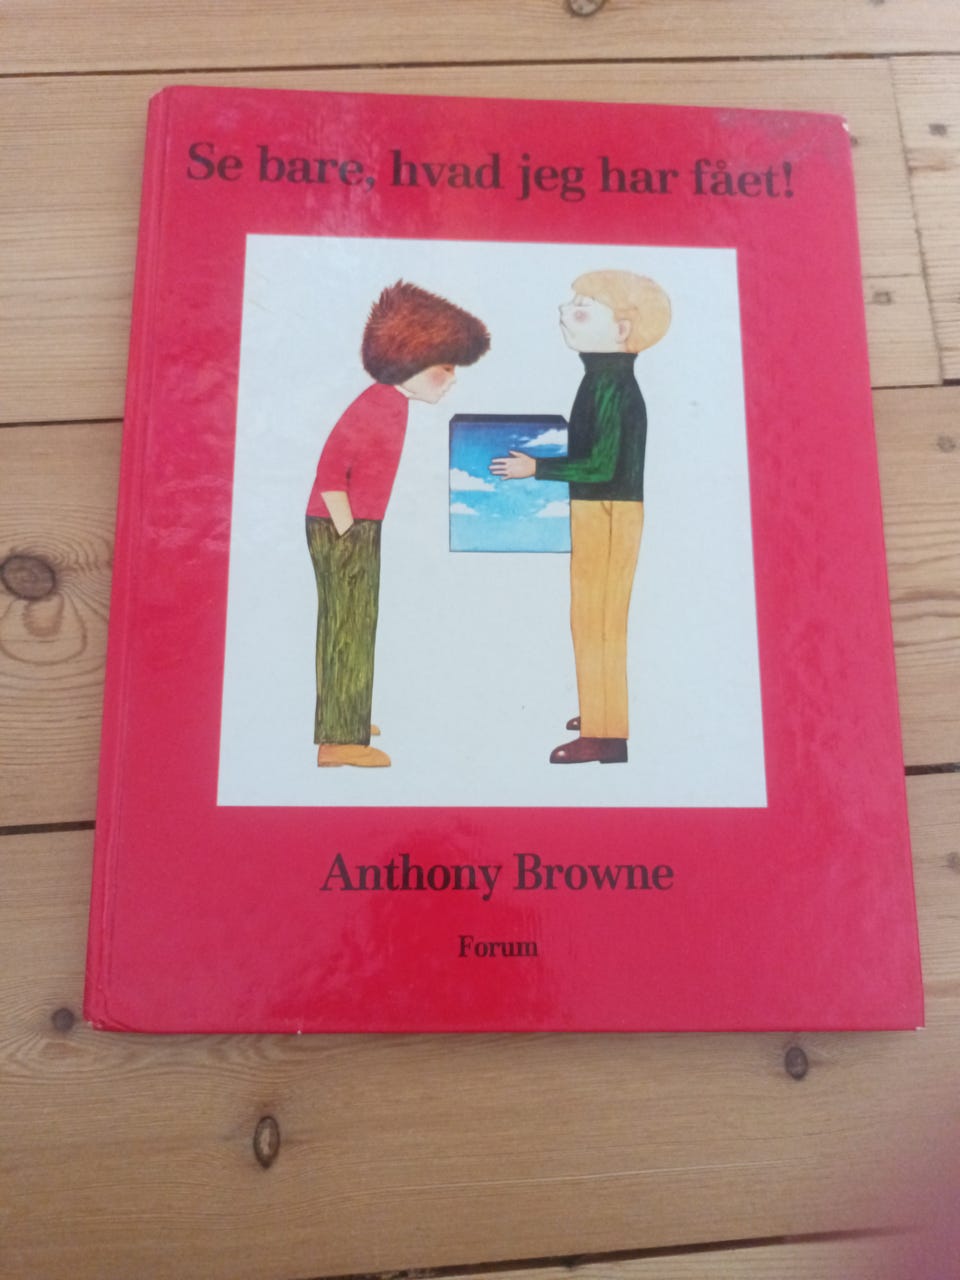 Se bare, hvad jeg har fået!
Anthony Browne
Forum